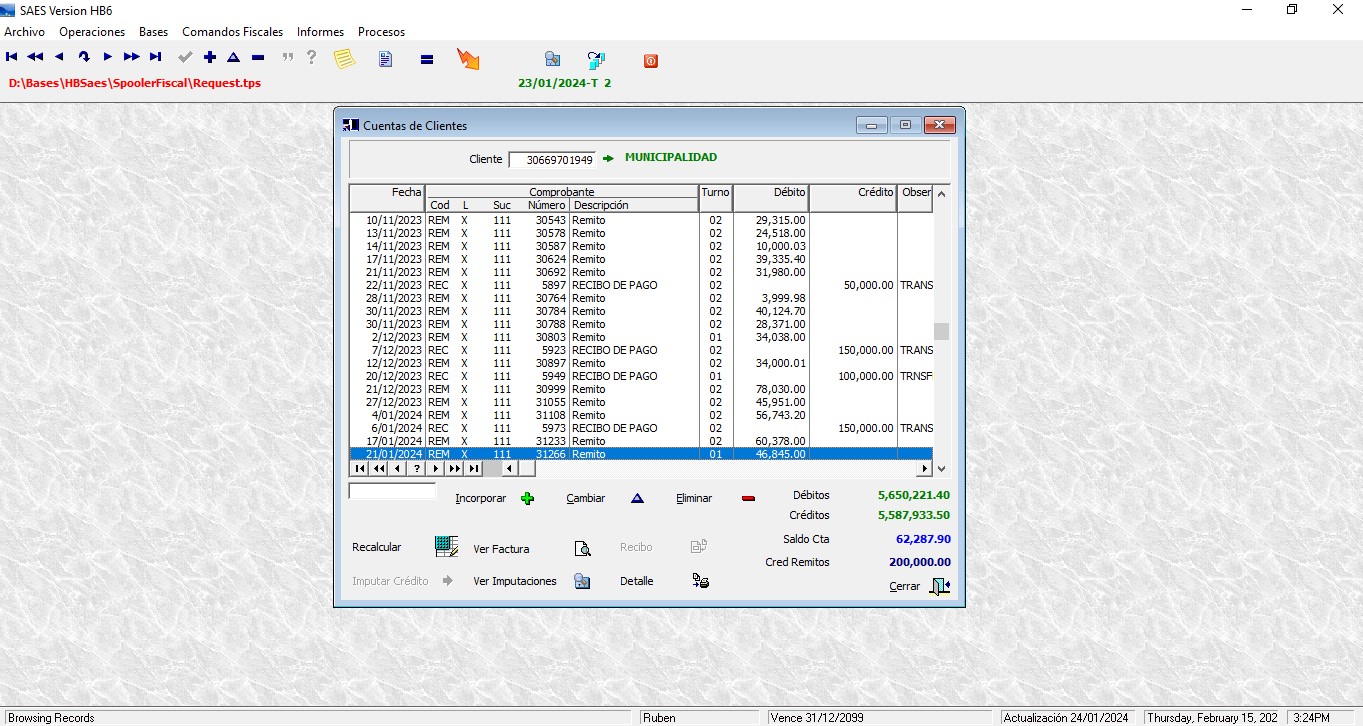 SAES Version HB6
Archivo Operaciones Bases Comandos Fiscales Informes Procesos
D:\Bases\HBSaes\SpoolerFiscal\Request.tps 23/01/2024-T 2
Cuentas de Clientes
Cliente 30669701949 MUNICIPALIDAD
Fecha Comprobante Turno Débito Crédito Obser
Cod L Suc Número Descripción
10/11/2023 REM X 111 30543 Remito 02 29,315.00
13/11/2023 REM X 111 30578 Remito 02 24,518.00
14/11/2023 REM X 111 30587 Remito 02 10,000.03
17/11/2023 REM X 111 30624 Remito 02 39,335.40
21/11/2023 REM X 111 30692 Remito 02 31,980.00
22/11/2023 REC X 111 5897 RECIBO DE PAGO 02 50,000.00 TRANS
28/11/2023 REM X 111 30764 Remito 02 3,999.98
30/11/2023 REM X 111 30784 Remito 02 40,124.70
30/11/2023 REM X 111 30788 Remito 02 28,371.00
2/12/2023 REM X 111 30803 Remito 01 34,038.00
7/12/2023 REC X 111 5923 RECIBO DE PAGO 02 150,000.00 TRANS
12/12/2023 REM X 111 30897 Remito 02 34,000.01
20/12/2023 REC X 111 5949 RECIBO DE PAGO 01 100,000.00 TRNSF
21/12/2023 REM X 111 30999 Remito 02 78,030.00
27/12/2023 REM X 111 31055 Remito 02 45,951.00
4/01/2024 REM X 111 31108 Remito 02 56,743.20
6/01/2024 REC X 111 5973 RECIBO DE PAGO 02 150,000.00 TRANS
17/01/2024 REM X 111 31233 Remito 02 60,378.00
21/01/2024 REM X 111 31266 Remito 01 46,845.00
Incorporar Cambiar Eliminar Débitos 5,650,221.40
Créditos 5,587,933.50
Recalcular Ver Factura Recibo Saldo Cta 62,287.90
Cred Remitos 200,000.00
Imputar Crédito Ver Imputaciones Detalle Cerrar
Browsing Records Ruben Vence 31/12/2099 Actualización 24/01/2024 Thursday, February 15, 202 3:24PM